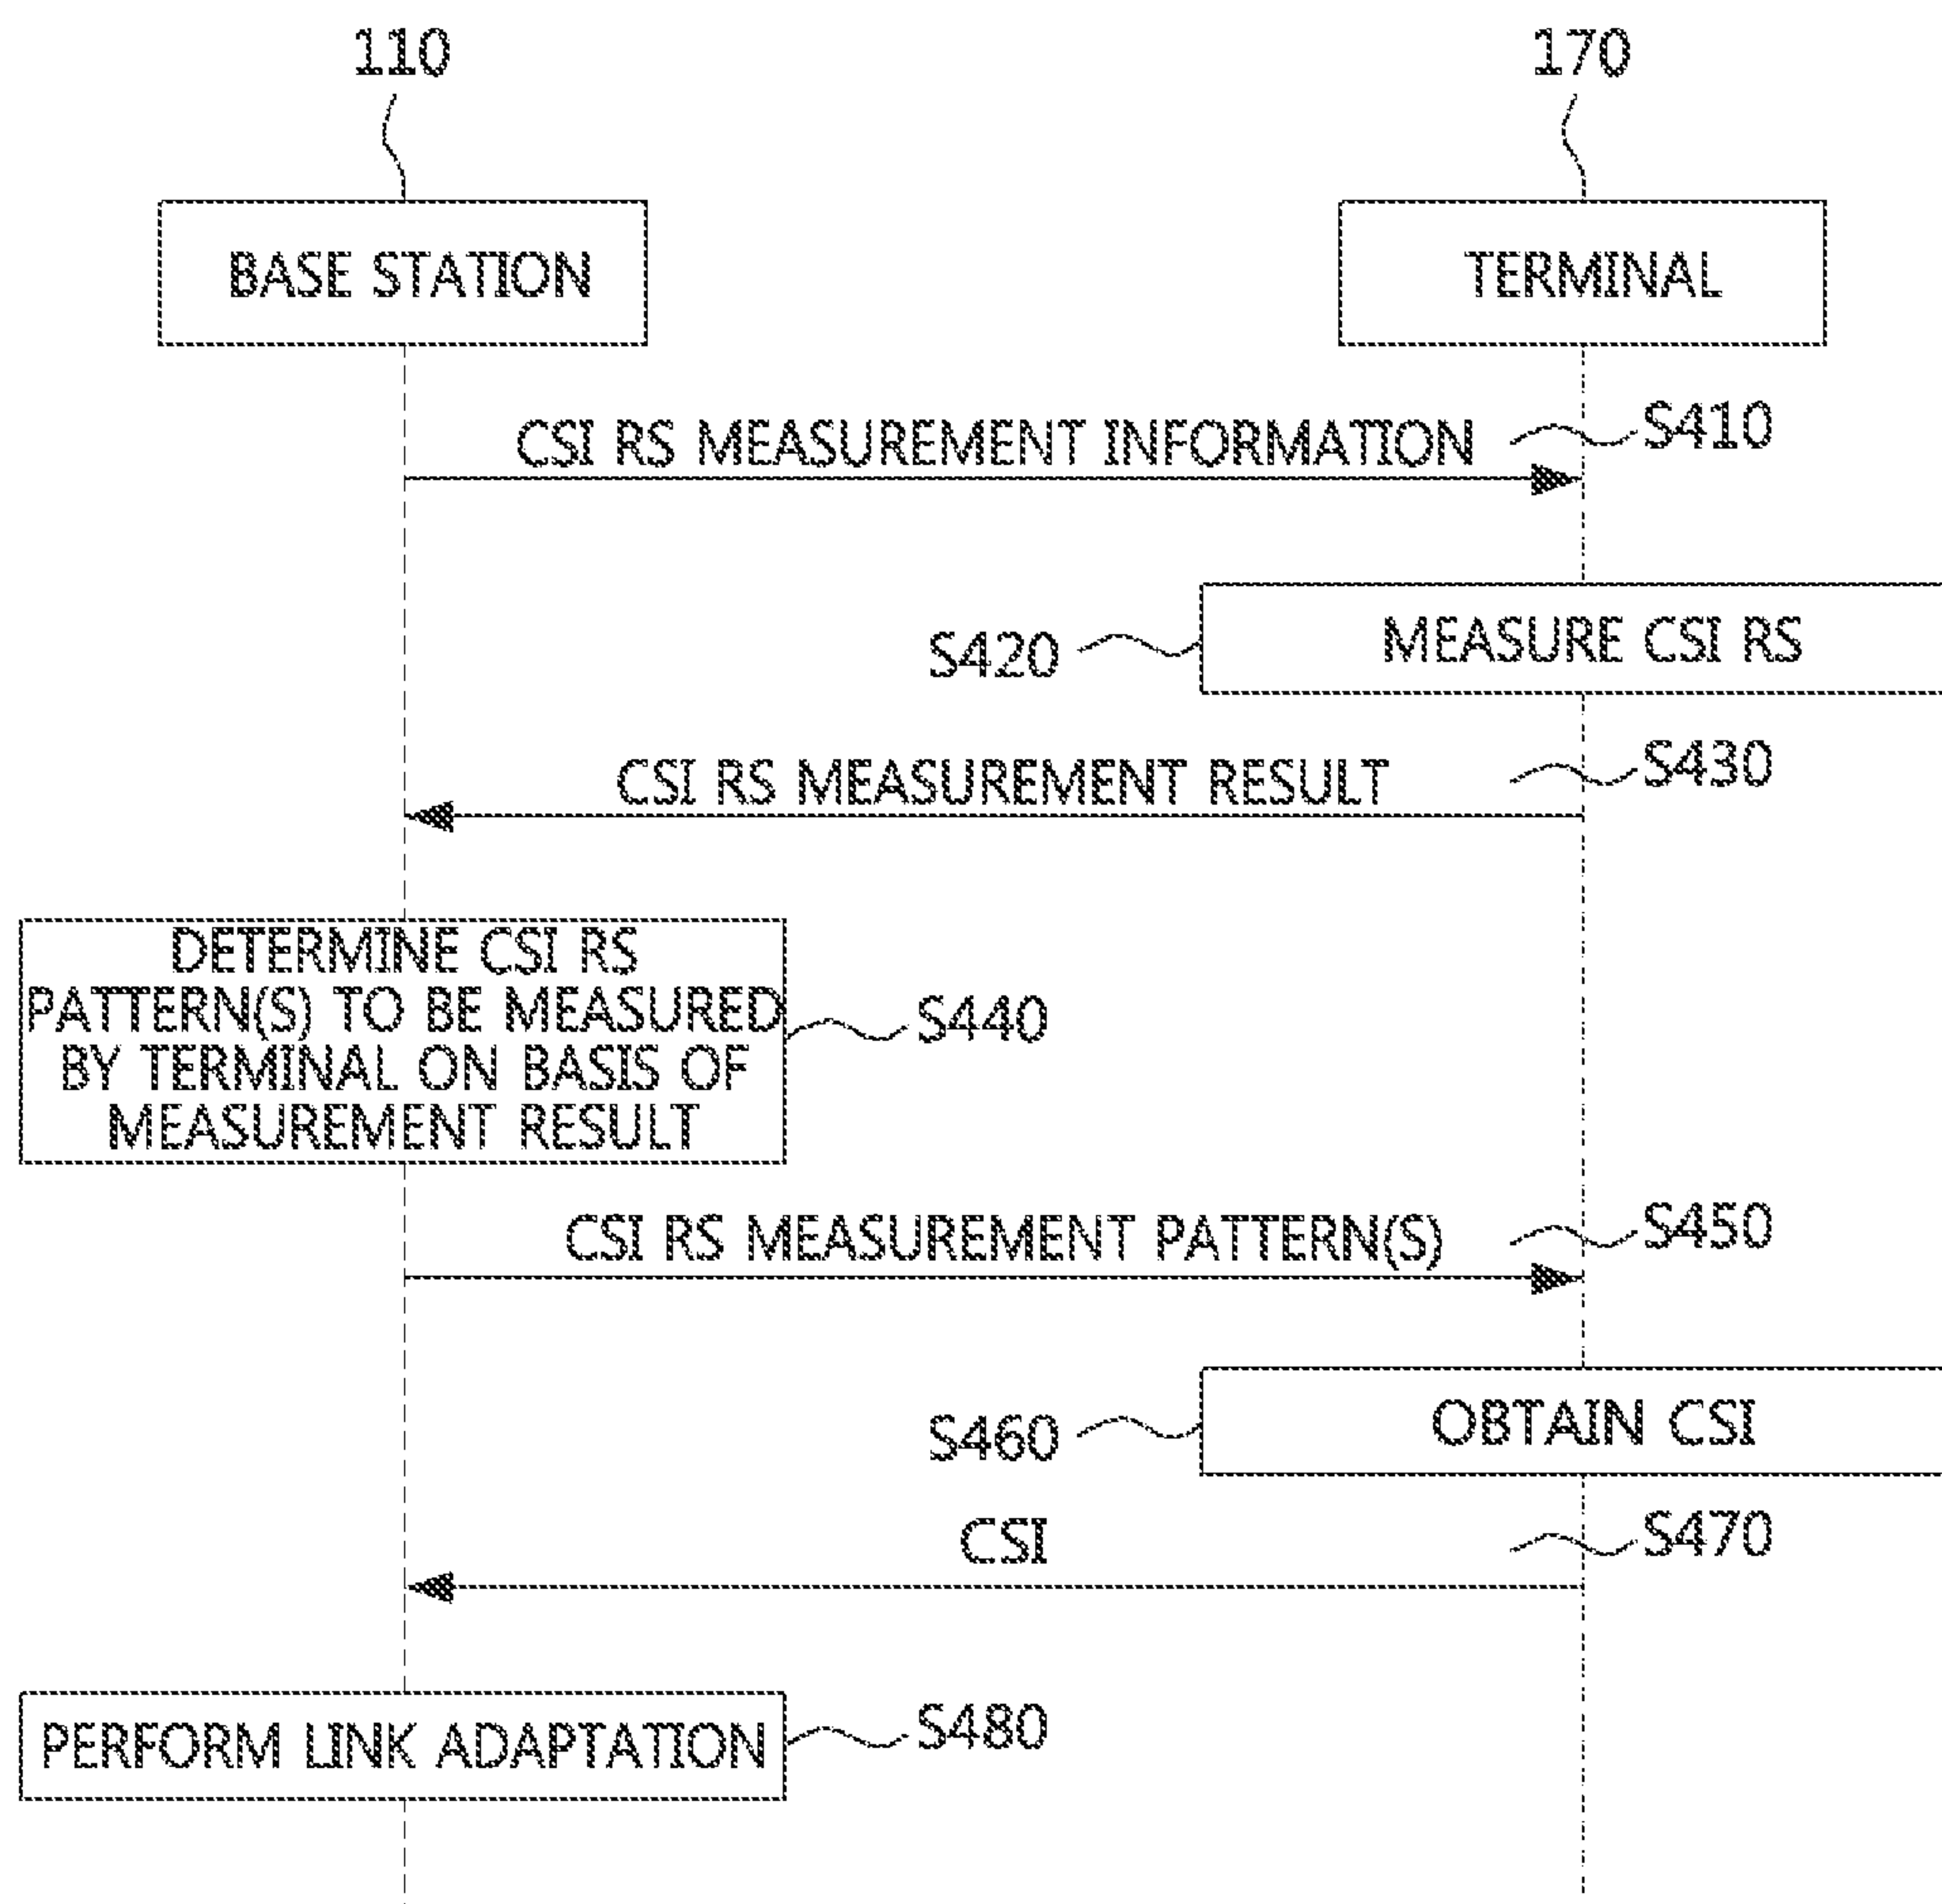 110
170
BASE STATION
TERMINAL
CSI RS MEASUREMENT INFORMATION
S410
S420
MEASURE CSI RS
CSI RS MEASUREMENT RESULT
S430
DETERMINE CSI RS
PATTERN(S) TO BE MEASURED
BY TERMINAL ON BASIS OF
MEASUREMENT RESULT
S440
CSI RS MEASUREMENT PATTERN(S)
S450
S460
OBTAIN CSI
CSI
S470
PERFORM LINK ADAPTATION
S480